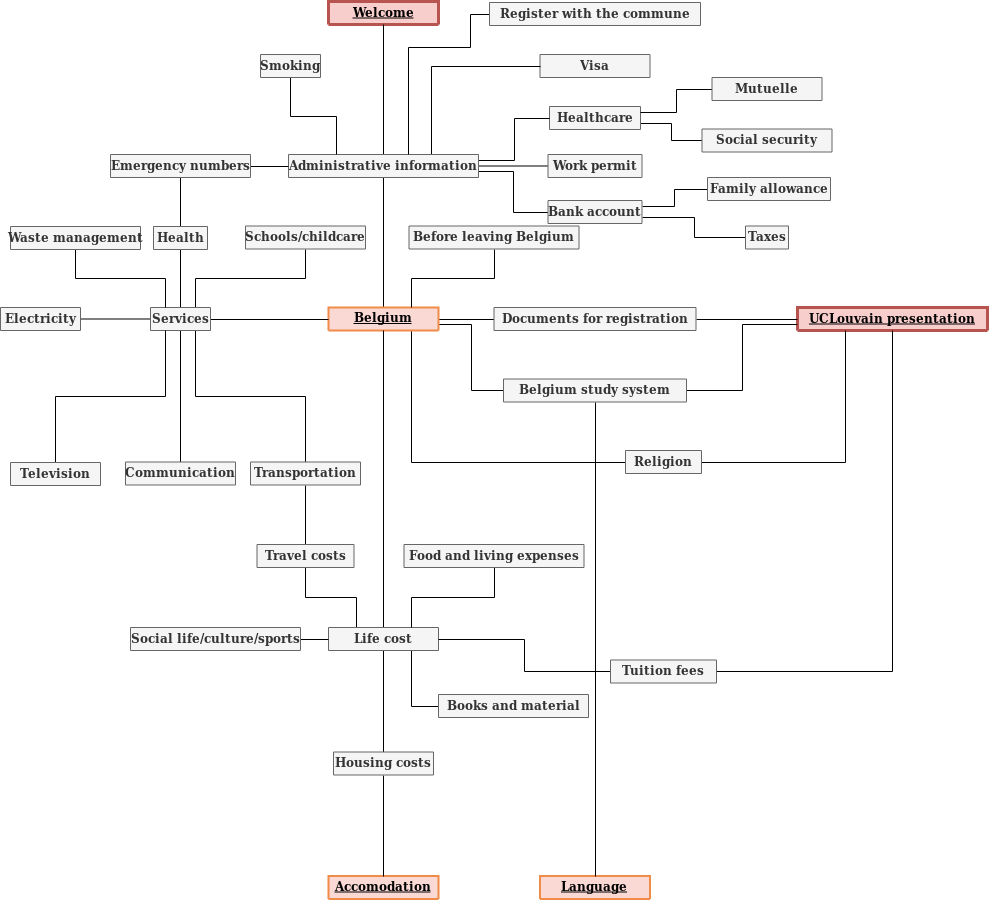 Welcome
Register with the commune
Smoking
Visa
Mutuelle
Healthcare
Social security
Emergency numbers
Administrative information
Work permit
Family allowance
Bank account
Waste management
Health
Schools/childcare
Before leaving Belgium
Taxes
Electricity
Services
Belgium
Documents for registration
UCLouvain presentation
Belgium study system
Religion
Television
Communication
Transportation
Travel costs
Food and living expenses
Social life/culture/sports
Life cost
Tuition fees
Books and material
Housing costs
Accomodation
Language